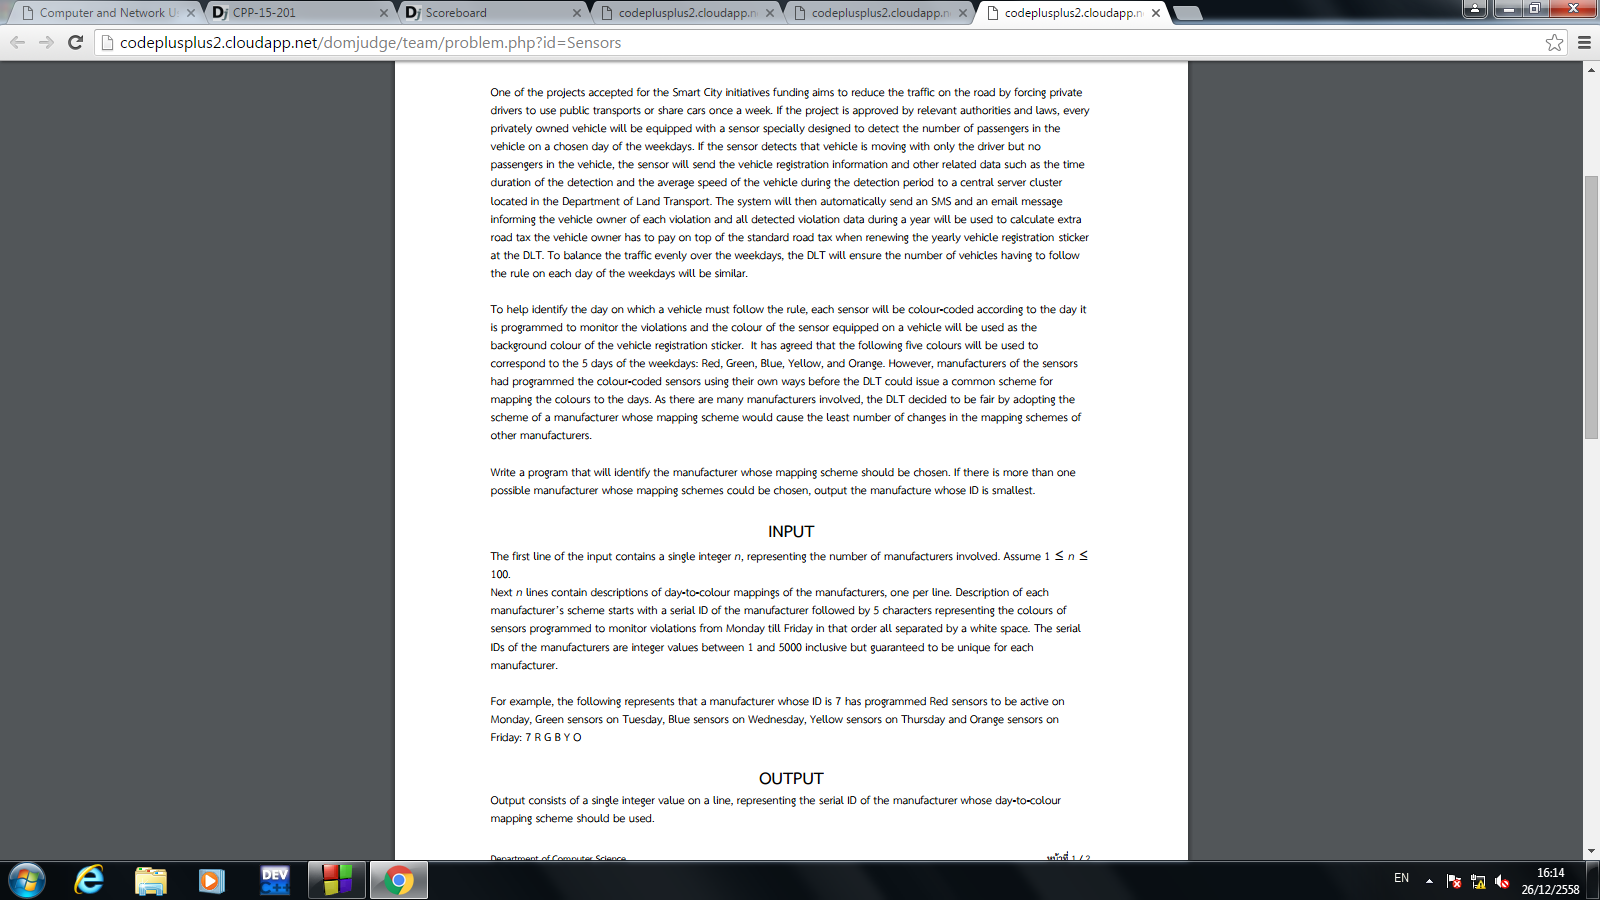 Computer and Network U
CPP-15-201
Scoreboard
codeplusplus2.cloudapp.n
codeplusplus2.cloudapp.n
codeplusplus2.cloudapp.n
codeplusplus2.cloudapp.net/domjudge/team/problem.php?id=Sensors
One of the projects accepted for the Smart City initiatives funding aims to reduce the traffic on the road by forcing private
drivers to use public transports or share cars once a week. If the project is approved by relevant authorities and laws, every
privately owned vehicle will be equipped with a sensor specially designed to detect the number of passengers in the
vehicle on a chosen day of the weekdays. If the sensor detects that vehicle is moving with only the driver but no
passengers in the vehicle, the sensor will send the vehicle registration information and other related data such as the time
duration of the detection and the average speed of the vehicle during the detection period to a central server cluster
located in the Department of Land Transport. The system will then automatically send an SMS and an email message
informing the vehicle owner of each violation and all detected violation data during a year will be used to calculate extra
road tax the vehicle owner has to pay on top of the standard road tax when renewing the yearly vehicle registration sticker
at the DLT. To balance the traffic evenly over the weekdays, the DLT will ensure the number of vehicles having to follow
the rule on each day of the weekdays will be similar.
To help identify the day on which a vehicle must follow the rule, each sensor will be colour-coded according to the day it
is programmed to monitor the violations and the colour of the sensor equipped on a vehicle will be used as the
background colour of the vehicle registration sticker. It has agreed that the following five colours will be used to
correspond to the 5 days of the weekdays: Red, Green, Blue, Yellow, and Orange. However, manufacturers of the sensors
had programmed the colour-coded sensors using their own ways before the DLT could issue a common scheme for
mapping the colours to the days. As there are many manufacturers involved, the DLT decided to be fair by adopting the
scheme of a manufacturer whose mapping scheme would cause the least number of changes in the mapping schemes of
other manufacturers.
Write a program that will identify the manufacturer whose mapping scheme should be chosen. If there is more than one
possible manufacturer whose mapping schemes could be chosen, output the manufacture whose ID is smallest.
INPUT
The first line of the input contains a single integer n, representing the number of manufacturers involved. Assume 1 ≤ n ≤
100.
Next n lines contain descriptions of day-to-colour mappings of the manufacturers, one per line. Description of each
manufacturer's scheme starts with a serial ID of the manufacturer followed by 5 characters representing the colours of
sensors programmed to monitor violations from Monday till Friday in that order all separated by a white space. The serial
IDs of the manufacturers are integer values between 1 and 5000 inclusive but guaranteed to be unique for each
manufacturer.
For example, the following represents that a manufacturer whose ID is 7 has programmed Red sensors to be active on
Monday, Green sensors on Tuesday, Blue sensors on Wednesday, Yellow sensors on Thursday and Orange sensors on
Friday: 7 R G B Y O
OUTPUT
Output consists of a single integer value on a line, representing the serial ID of the manufacturer whose day-to-colour
mapping scheme should be used.
Department of Computer Science
หน้าที่ 1 / 2
DEV
C++
EN
16:14
26/12/2558